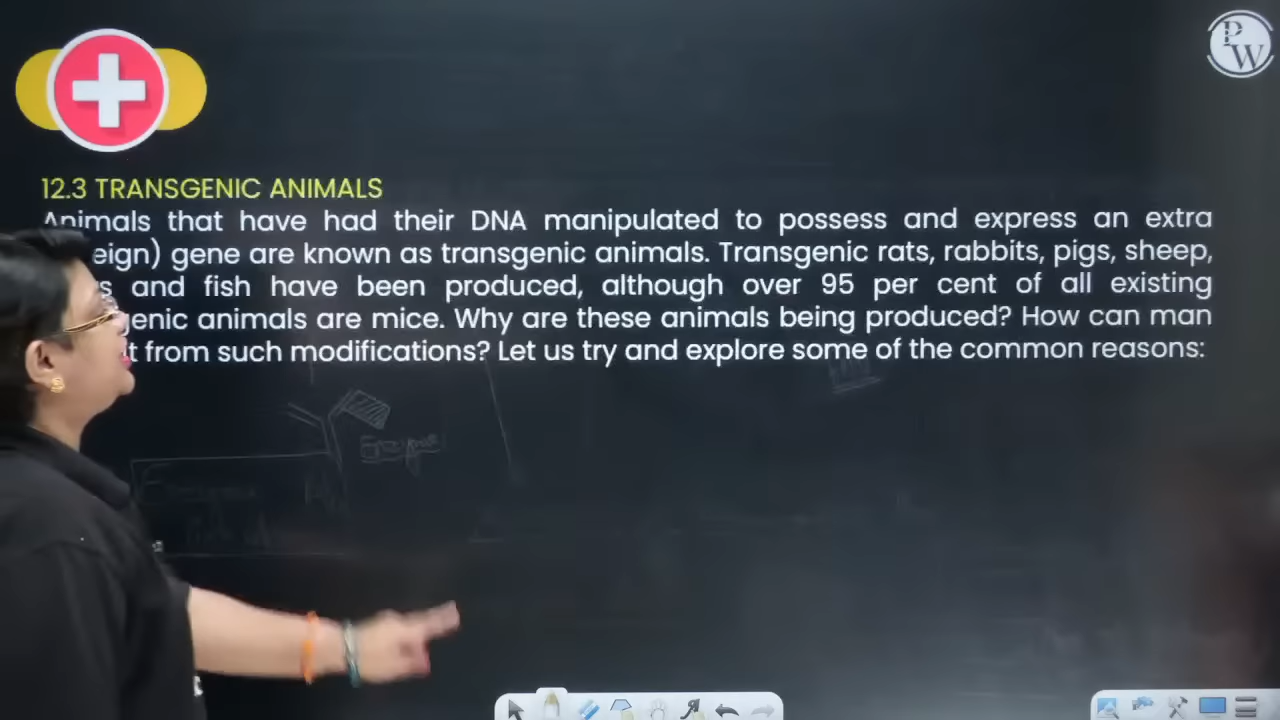 P
W
12.3 TRANSGENIC ANIMALS
Animals that have had their DNA manipulated to possess and express an extra
eign) gene are known as transgenic animals. Transgenic rats, rabbits, pigs, sheep,
s and fish have been produced, although over 95 per cent of all existing
genic animals are mice. Why are these animals being produced? How can man
t from such modifications? Let us try and explore some of the common reasons:
Enzyme